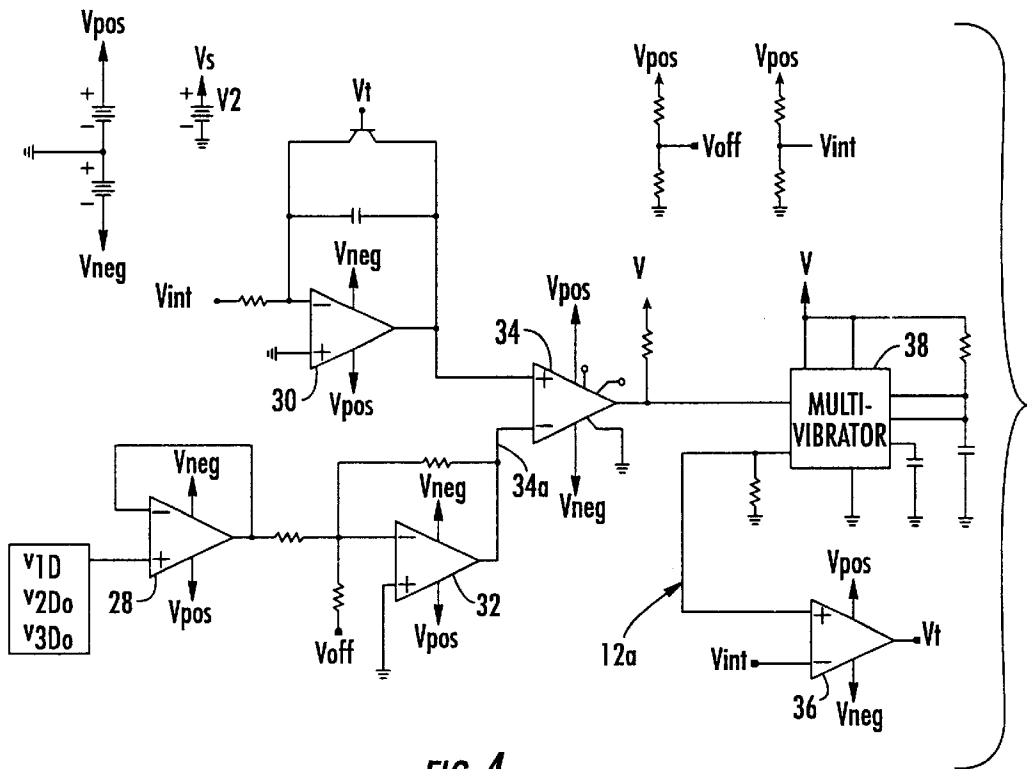 Vpos
+
−
+
−
Vneg
Vs
+ V2
−
Vt
Vpos
Voff
Vpos
Vint
Vint
Vneg
−
+
30
Vpos
34
Vpos
+
−
34a
Vneg
V
V
38
MULTI-
VIBRATOR
V1D
V2Do
V3Do
Vneg
−
+
28
Vpos
Voff
Vneg
−
+
32
Vpos
12a
Vpos
+
−
Vint
Vt
36
Vneg
FIG. 4